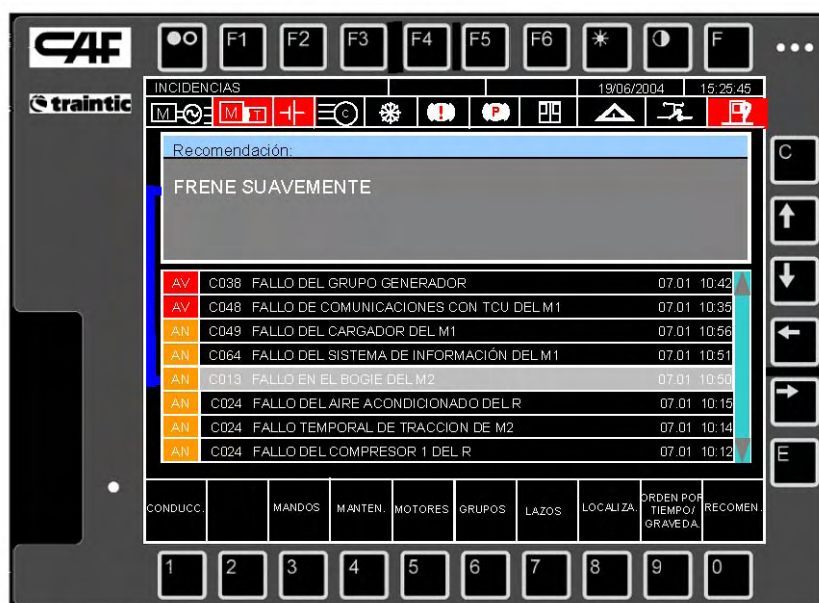 CAF
F1 F2 F3 F4 F5 F6 F
traintic
INCIDENCIAS 19/06/2004 15:25:45
M M T C P
Recomendación:
FRENE SUAVEMENTE
AV C038 FALLO DEL GRUPO GENERADOR 07.01 10:42
AV C048 FALLO DE COMUNICACIONES CON TCU DEL M1 07.01 10:35
AN C049 FALLO DEL CARGADOR DEL M1 07.01 10:56
AN C064 FALLO DEL SISTEMA DE INFORMACIÓN DEL M1 07.01 10:51
AN C013 FALLO EN EL BOGIE DEL M2 07.01 10:50
AN C024 FALLO DEL AIRE ACONDICIONADO DEL R 07.01 10:15
AN C024 FALLO TEMPORAL DE TRACCION DE M2 07.01 10:14
AN C024 FALLO DEL COMPRESOR 1 DEL R 07.01 10:12
C
E
CONDUCC. MANDOS MANTEN. MOTORES GRUPOS LAZOS LOCALIZA. ORDEN POR TIEMPO/ GRAVEDA. RECOMEN.
1 2 3 4 5 6 7 8 9 0